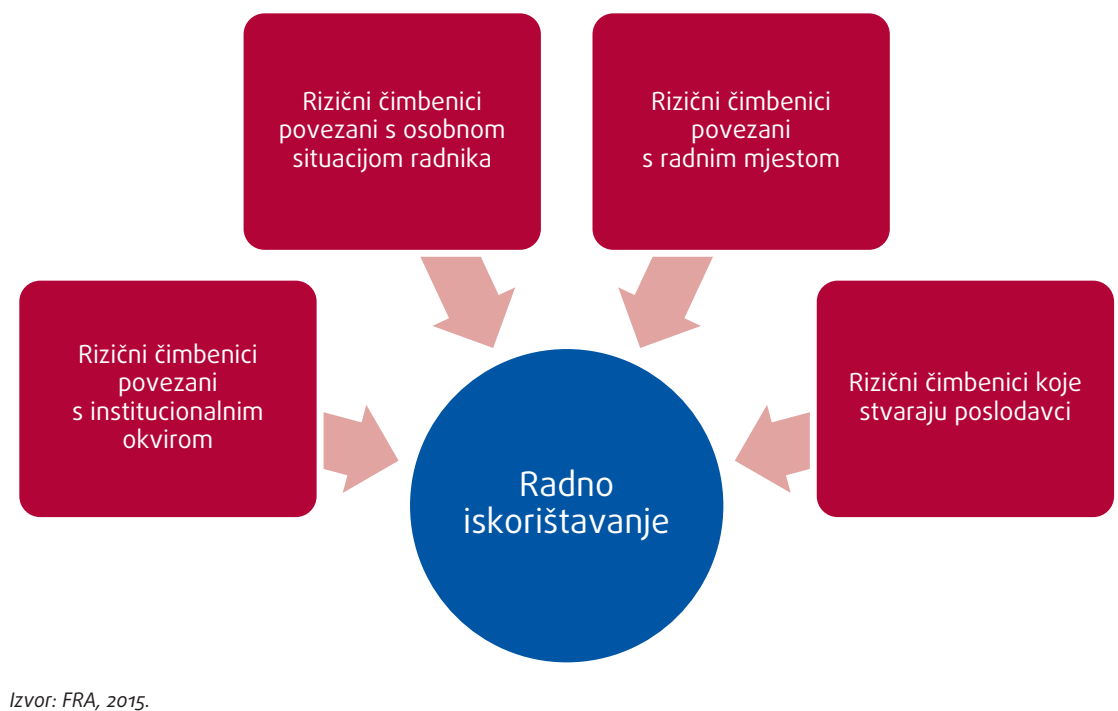 Rizični čimbenici
povezani s osobnom
situacijom radnika
Rizični čimbenici
povezani
s radnim mjestom
Rizični čimbenici
povezani
s institucionalnim
okvirom
Rizični čimbenici koje
stvaraju poslodavci
Radno
iskorištavanje
Izvor: FRA, 2015.